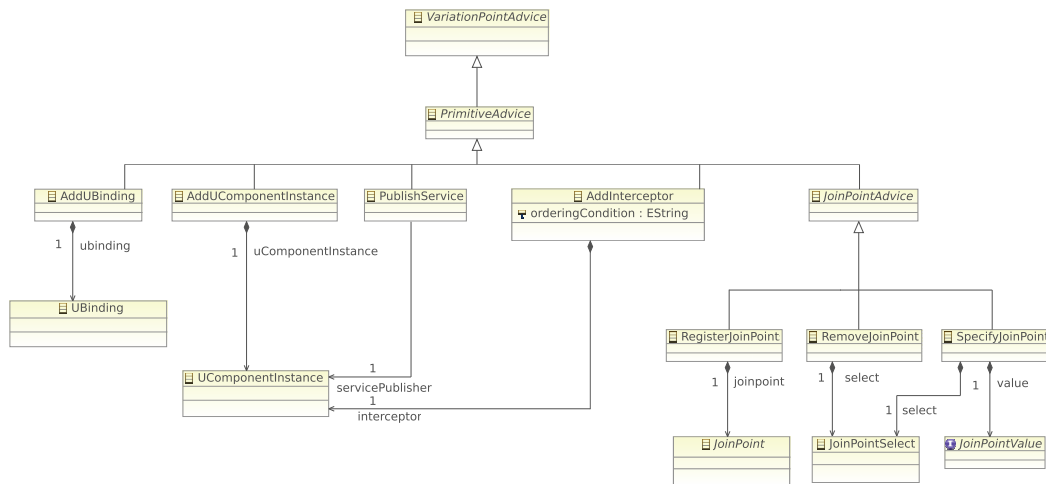 VariationPointAdvice
PrimitiveAdvice
AddUBinding
AddUComponentInstance
PublishService
AddInterceptor
orderingCondition : EString
JoinPointAdvice
1
ubinding
1
uComponentInstance
UBinding
UComponentInstance
1
servicePublisher
1
interceptor
RegisterJoinPoint
RemoveJoinPoint
SpecifyJoinPoint
1
joinpoint
1
select
1
value
1
select
JoinPoint
JoinPointSelect
JoinPointValue